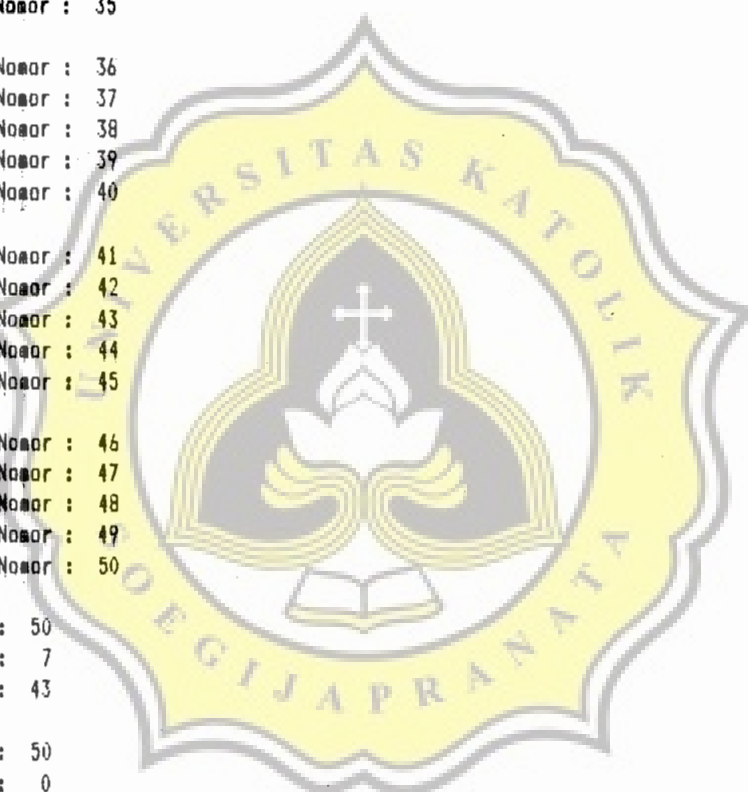 Nomor : 35
Nomor : 36
Nomor : 37
Nomor : 38
Nomor : 39
Nomor : 40
Nomor : 41
Nomor : 42
Nomor : 43
Nomor : 44
Nomor : 45
Nomor : 46
Nomor : 47
Nomor : 48
Nomor : 49
Nomor : 50
: 50
: 7
: 43
: 50
: 0
UNIVERSITAS KATOLIK
SOEGIJAPRANATA